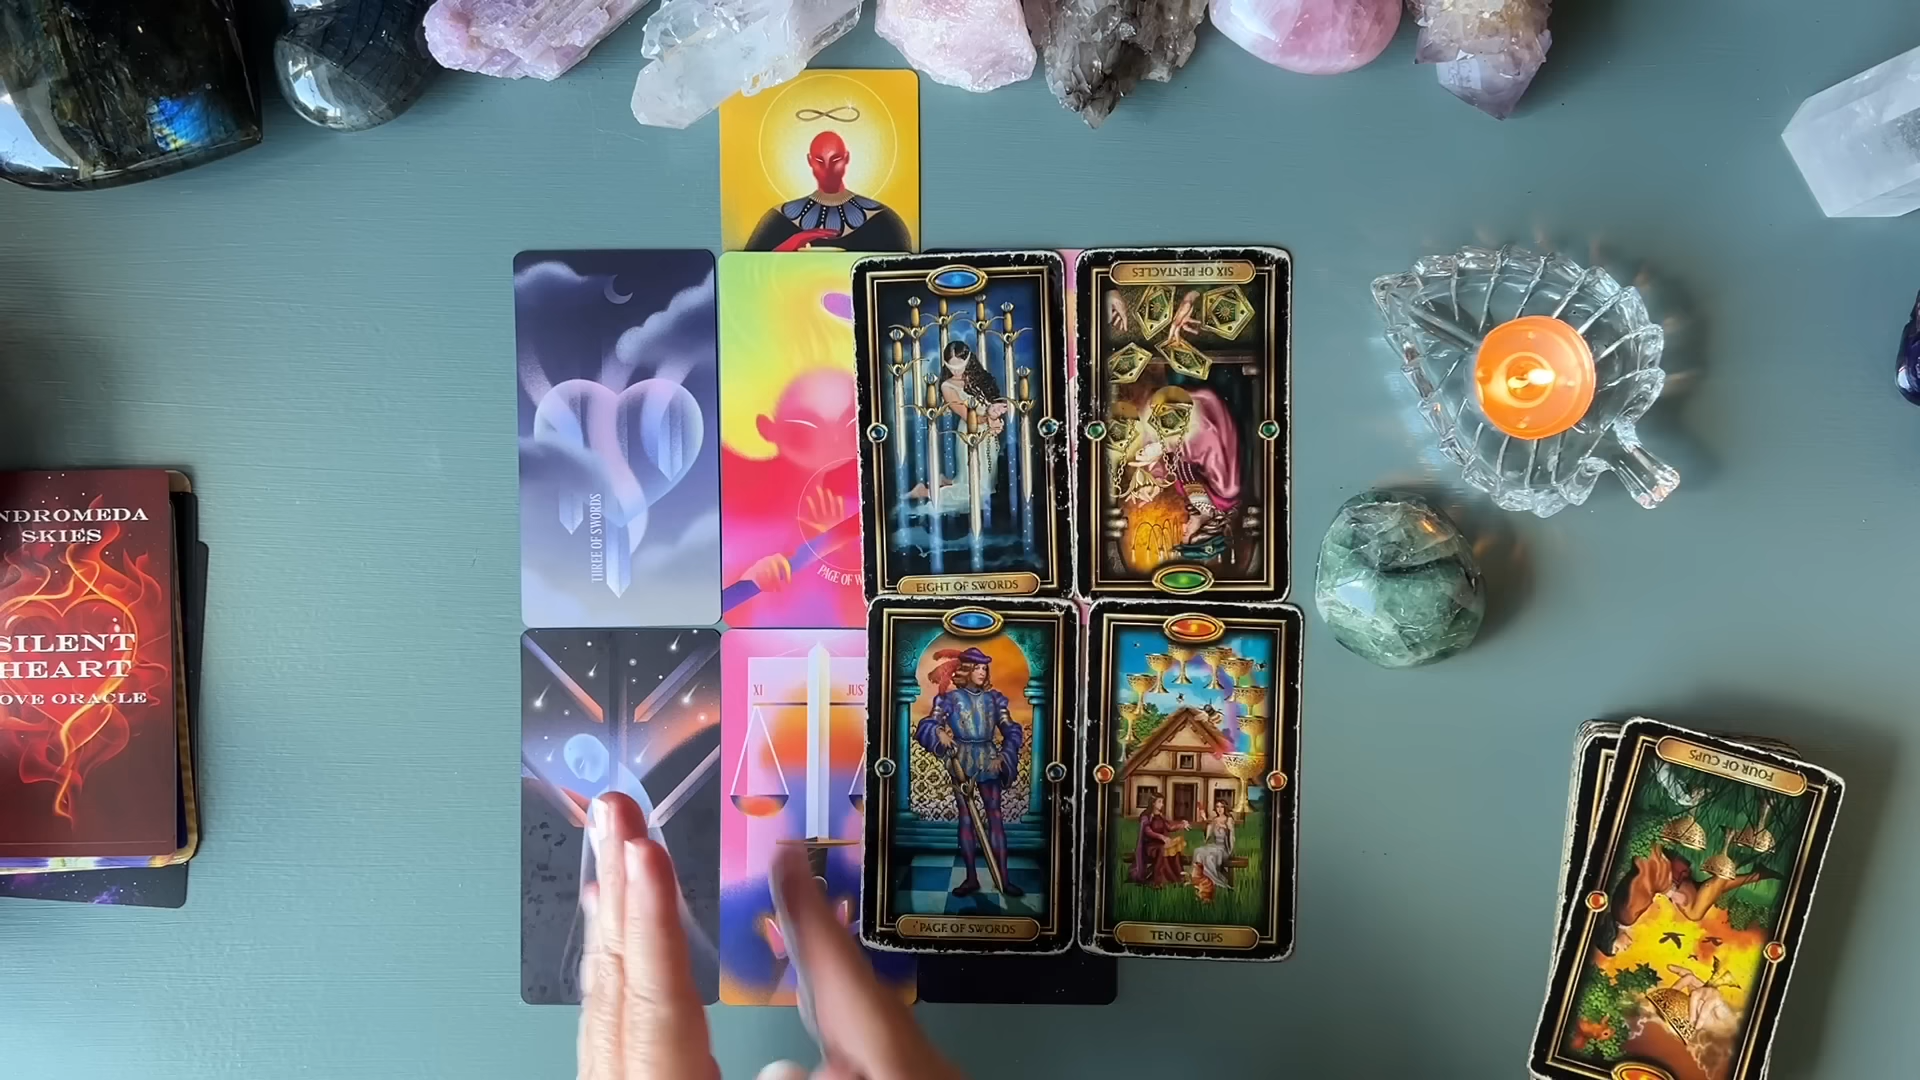 NDROMEDA
SKIES
SILENT
HEART
OVE ORACLE
THREE OF SWORDS
PAGE OF W
XI
JUS
EIGHT OF SWORDS
SIX OF PENTACLES
PAGE OF SWORDS
TEN OF CUPS
FOUR OF CUPS